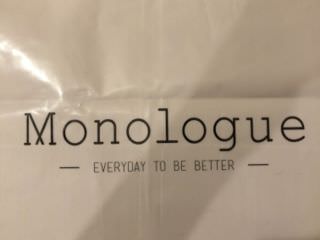 Monologue
— EVERYDAY TO BE BETTER —